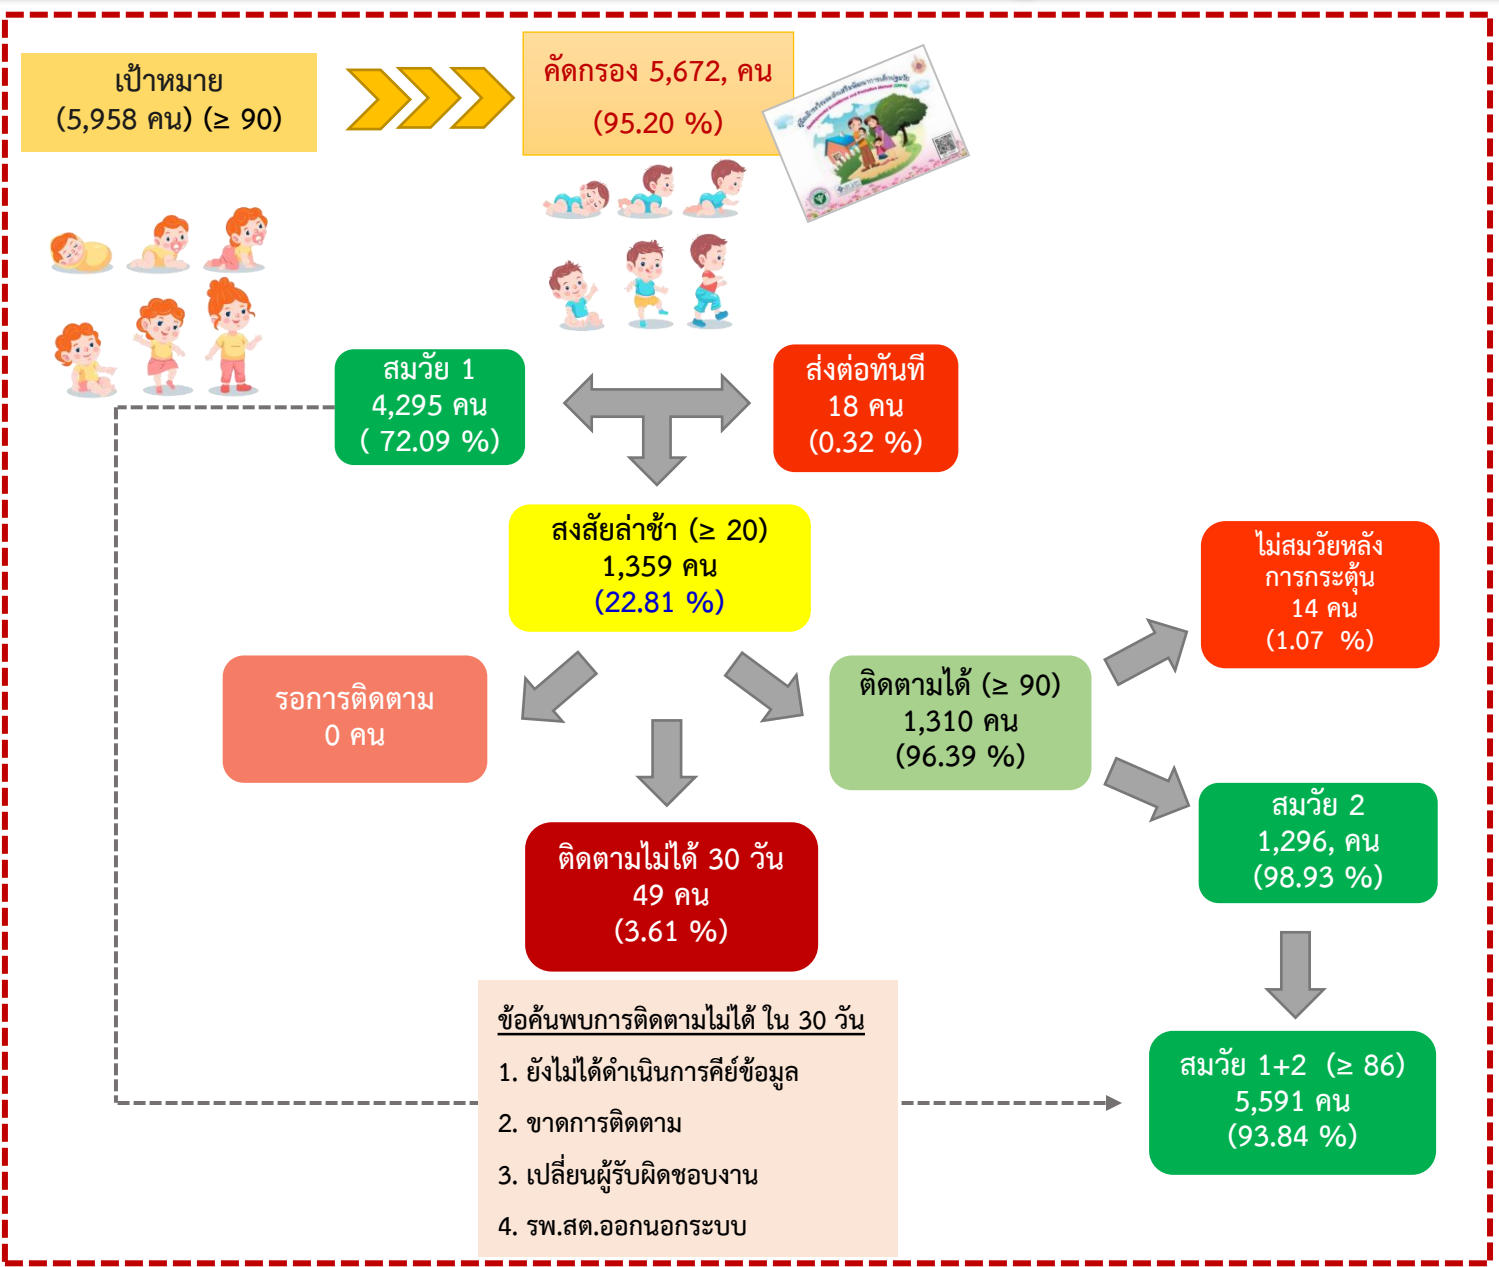 เป้าหมาย
(5,958 คน) (≥ 90)
คัดกรอง 5,672, คน
(95.20 %)
สมวัย 1
4,295 คน
( 72.09 %)
ส่งต่อทันที
18 คน
(0.32 %)
สงสัยล่าช้า (≥ 20)
1,359 คน
(22.81 %)
ไม่สมวัยหลัง
การกระตุ้น
14 คน
(1.07 %)
รอการติดตาม
0 คน
ติดตามได้ (≥ 90)
1,310 คน
(96.39 %)
สมวัย 2
1,296, คน
(98.93 %)
ติดตามไม่ได้ 30 วัน
49 คน
(3.61 %)
ข้อค้นพบการติดตามไม่ได้ ใน 30 วัน
1. ยังไม่ได้ดำเนินการคีย์ข้อมูล
2. ขาดการติดตาม
3. เปลี่ยนผู้รับผิดชอบงาน
4. รพ.สต.ออกนอกระบบ
สมวัย 1+2 (≥ 86)
5,591 คน
(93.84 %)